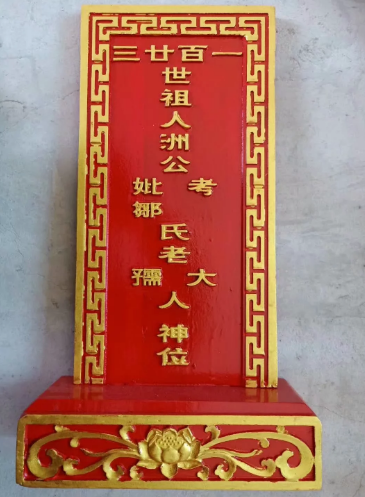 一百廿三
世祖人洲公
考
妣鄒
氏老
大
孺
人神位